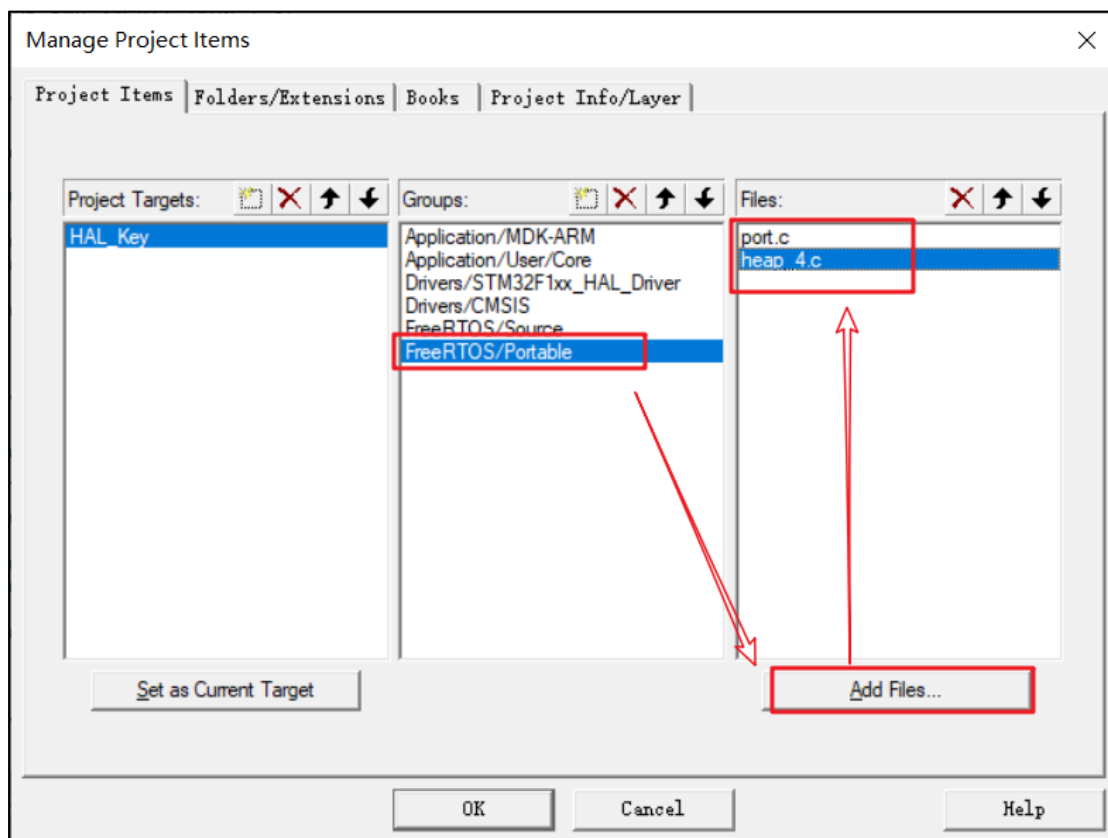 Manage Project Items
Project Items Folders/Extensions Books Project Info/Layer
Project Targets:
HAL_Key
Groups:
Application/MDK-ARM
Application/User/Core
Drivers/STM32F1xx_HAL_Driver
Drivers/CMSIS
FreeRTOS/Source
FreeRTOS/Portable
Files:
port.c
heap_4.c
Set as Current Target
Add Files...
OK Cancel Help